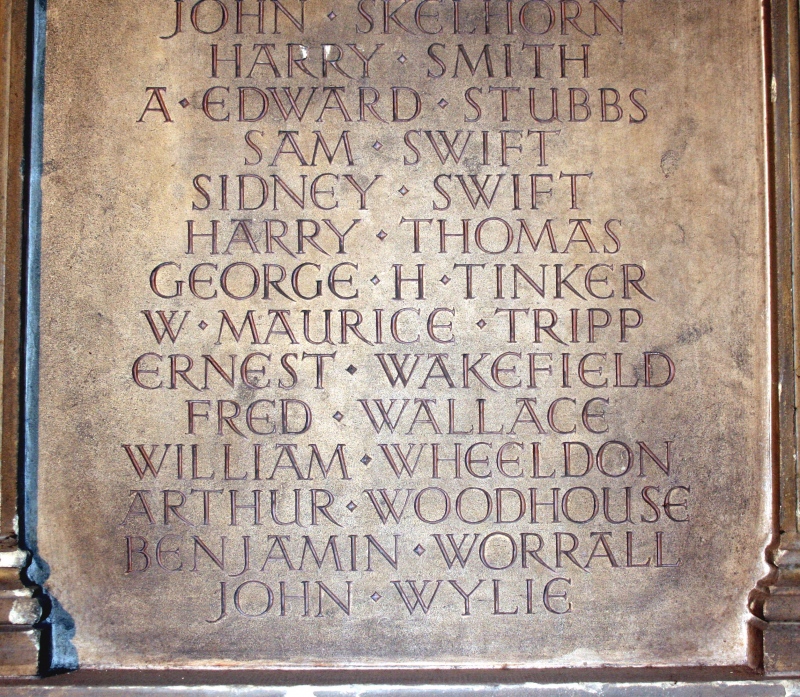 JOHN · SKELHORN
HARRY · SMITH
A · EDWARD · STUBBS
SAM · SWIFT
SIDNEY · SWIFT
HARRY · THOMAS
GEORGE · H · TINKER
W · MAURICE · TRIPP
ERNEST · WAKEFIELD
FRED · WALLACE
WILLIAM · WHEELDON
ARTHUR · WOODHOUSE
BENJAMIN · WORRALL
JOHN · WYLIE